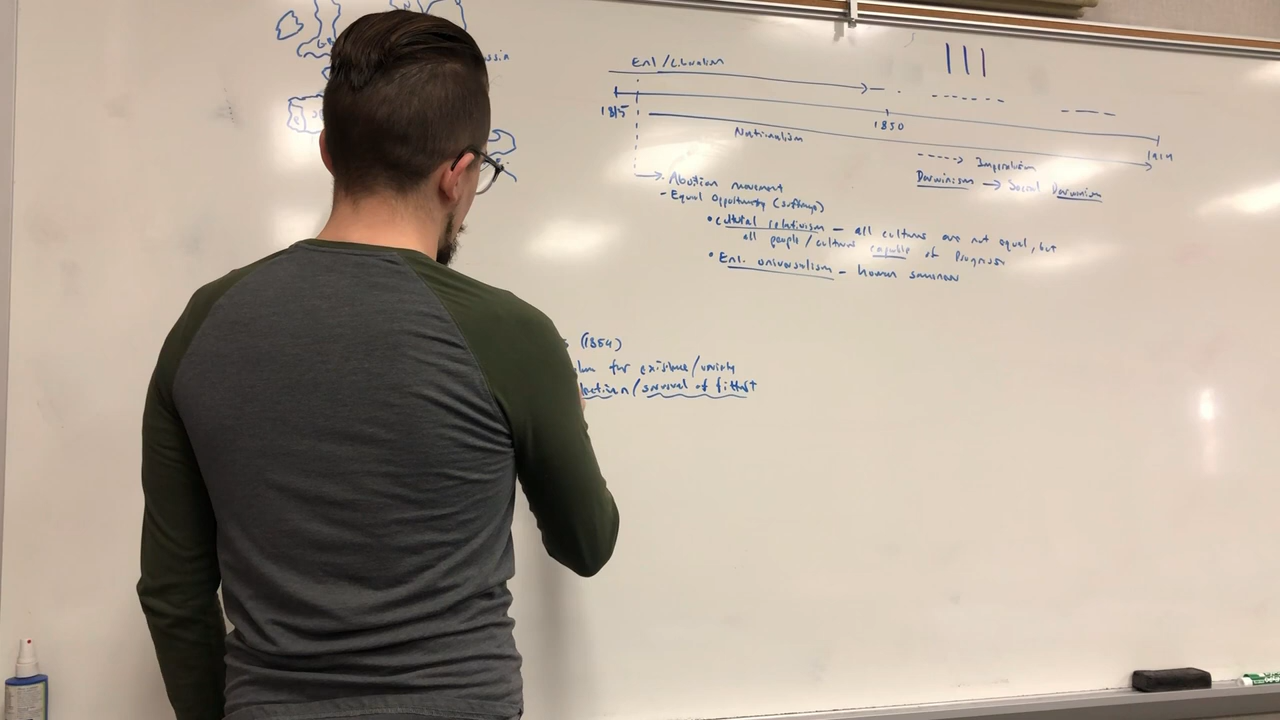 ssia
Enl/Liberalism
1815
1850
1914
Nationalism
Imperialism
Darwinism → Social Darwinism
→ Abolition movement
- Equal Opportunity (suffrage)
• Cultural relativism – all cultures are not equal, but
all people/cultures capable of Progress
• Enl. universalism – human sameness
(1859)
for existence/variety
lection/survival of fittest